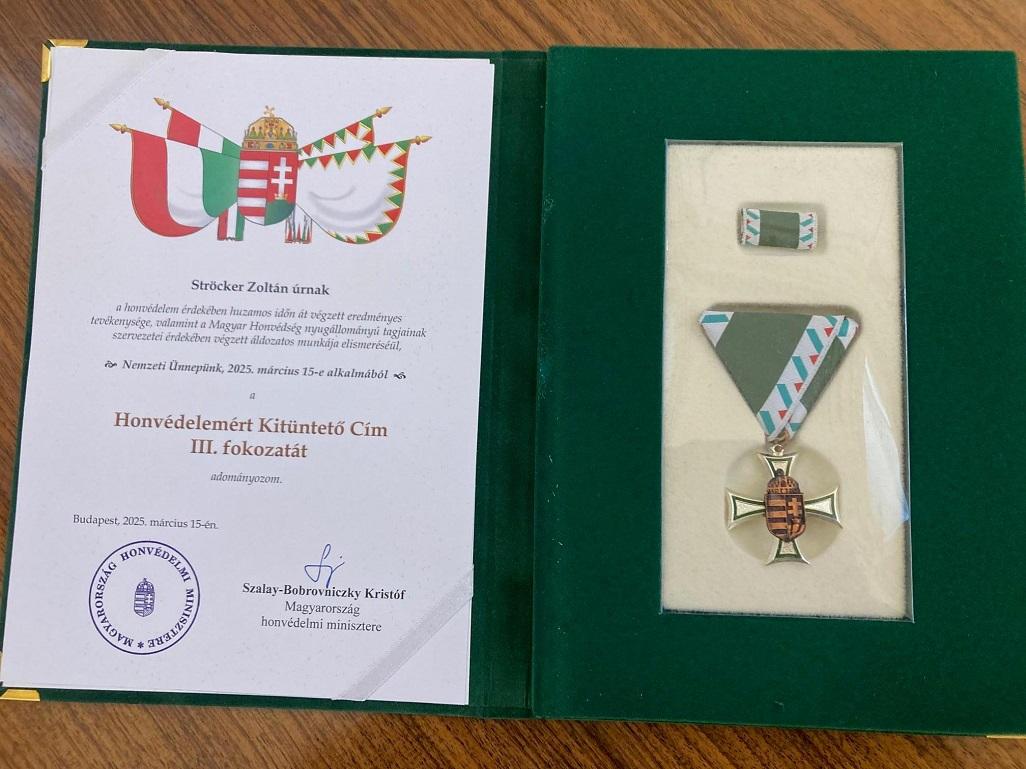 Ströcker Zoltán úrnak
a honvédelem érdekében huzamos időn át végzett eredményes
tevékenysége, valamint a Magyar Honvédség nyugállományú tagjainak
szervezetei érdekében végzett áldozatos munkája elismeréséül,
Nemzeti Ünnepünk, 2025. március 15-e alkalmából
a
Honvédelemért Kitüntető Cím
III. fokozatát
adományozom.
Budapest, 2025. március 15-én.
MAGYARORSZÁG HONVÉDELMI MINISZTERE *
Szalay-Bobrovniczky Kristóf
Magyarország
honvédelmi minisztere